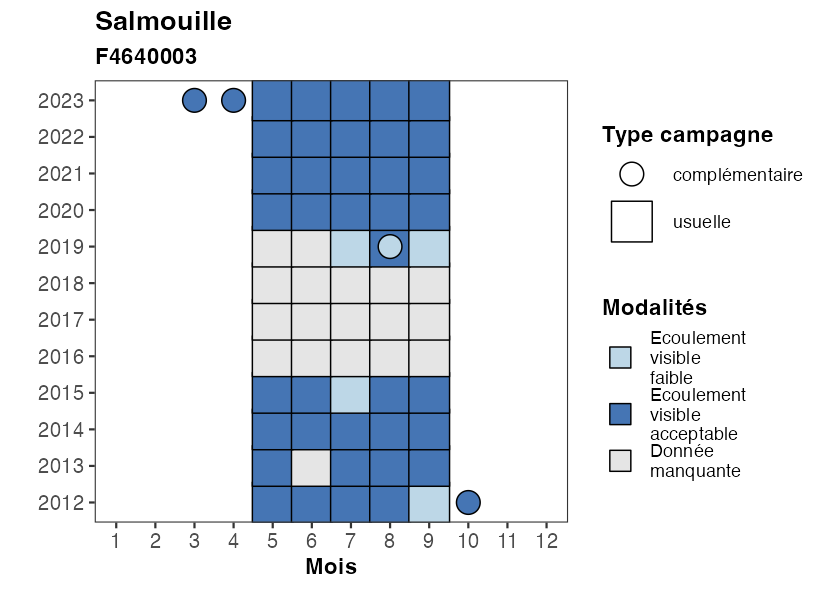 Salmouille
F4640003
2023
2022
2021
2020
2019
2018
2017
2016
2015
2014
2013
2012
1 2 3 4 5 6 7 8 9 10 11 12
Mois
Type campagne
complémentaire
usuelle
Modalités
Ecoulement
visible
faible
Ecoulement
visible
acceptable
Donnée
manquante